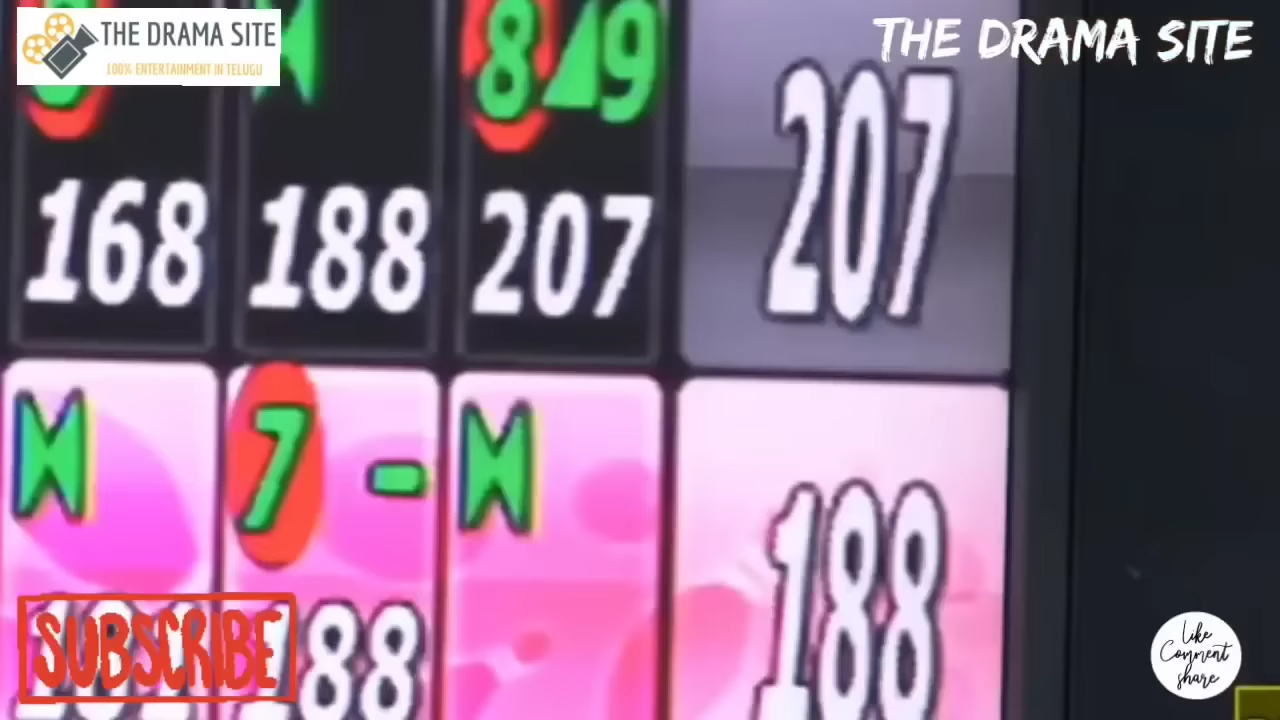 THE DRAMA SITE
100% ENTERTAINMENT IN TELUGU
THE DRAMA SITE
8 9
168 188 207 207
7 -
188 188
SUBSCRIBE
like
Comment
share